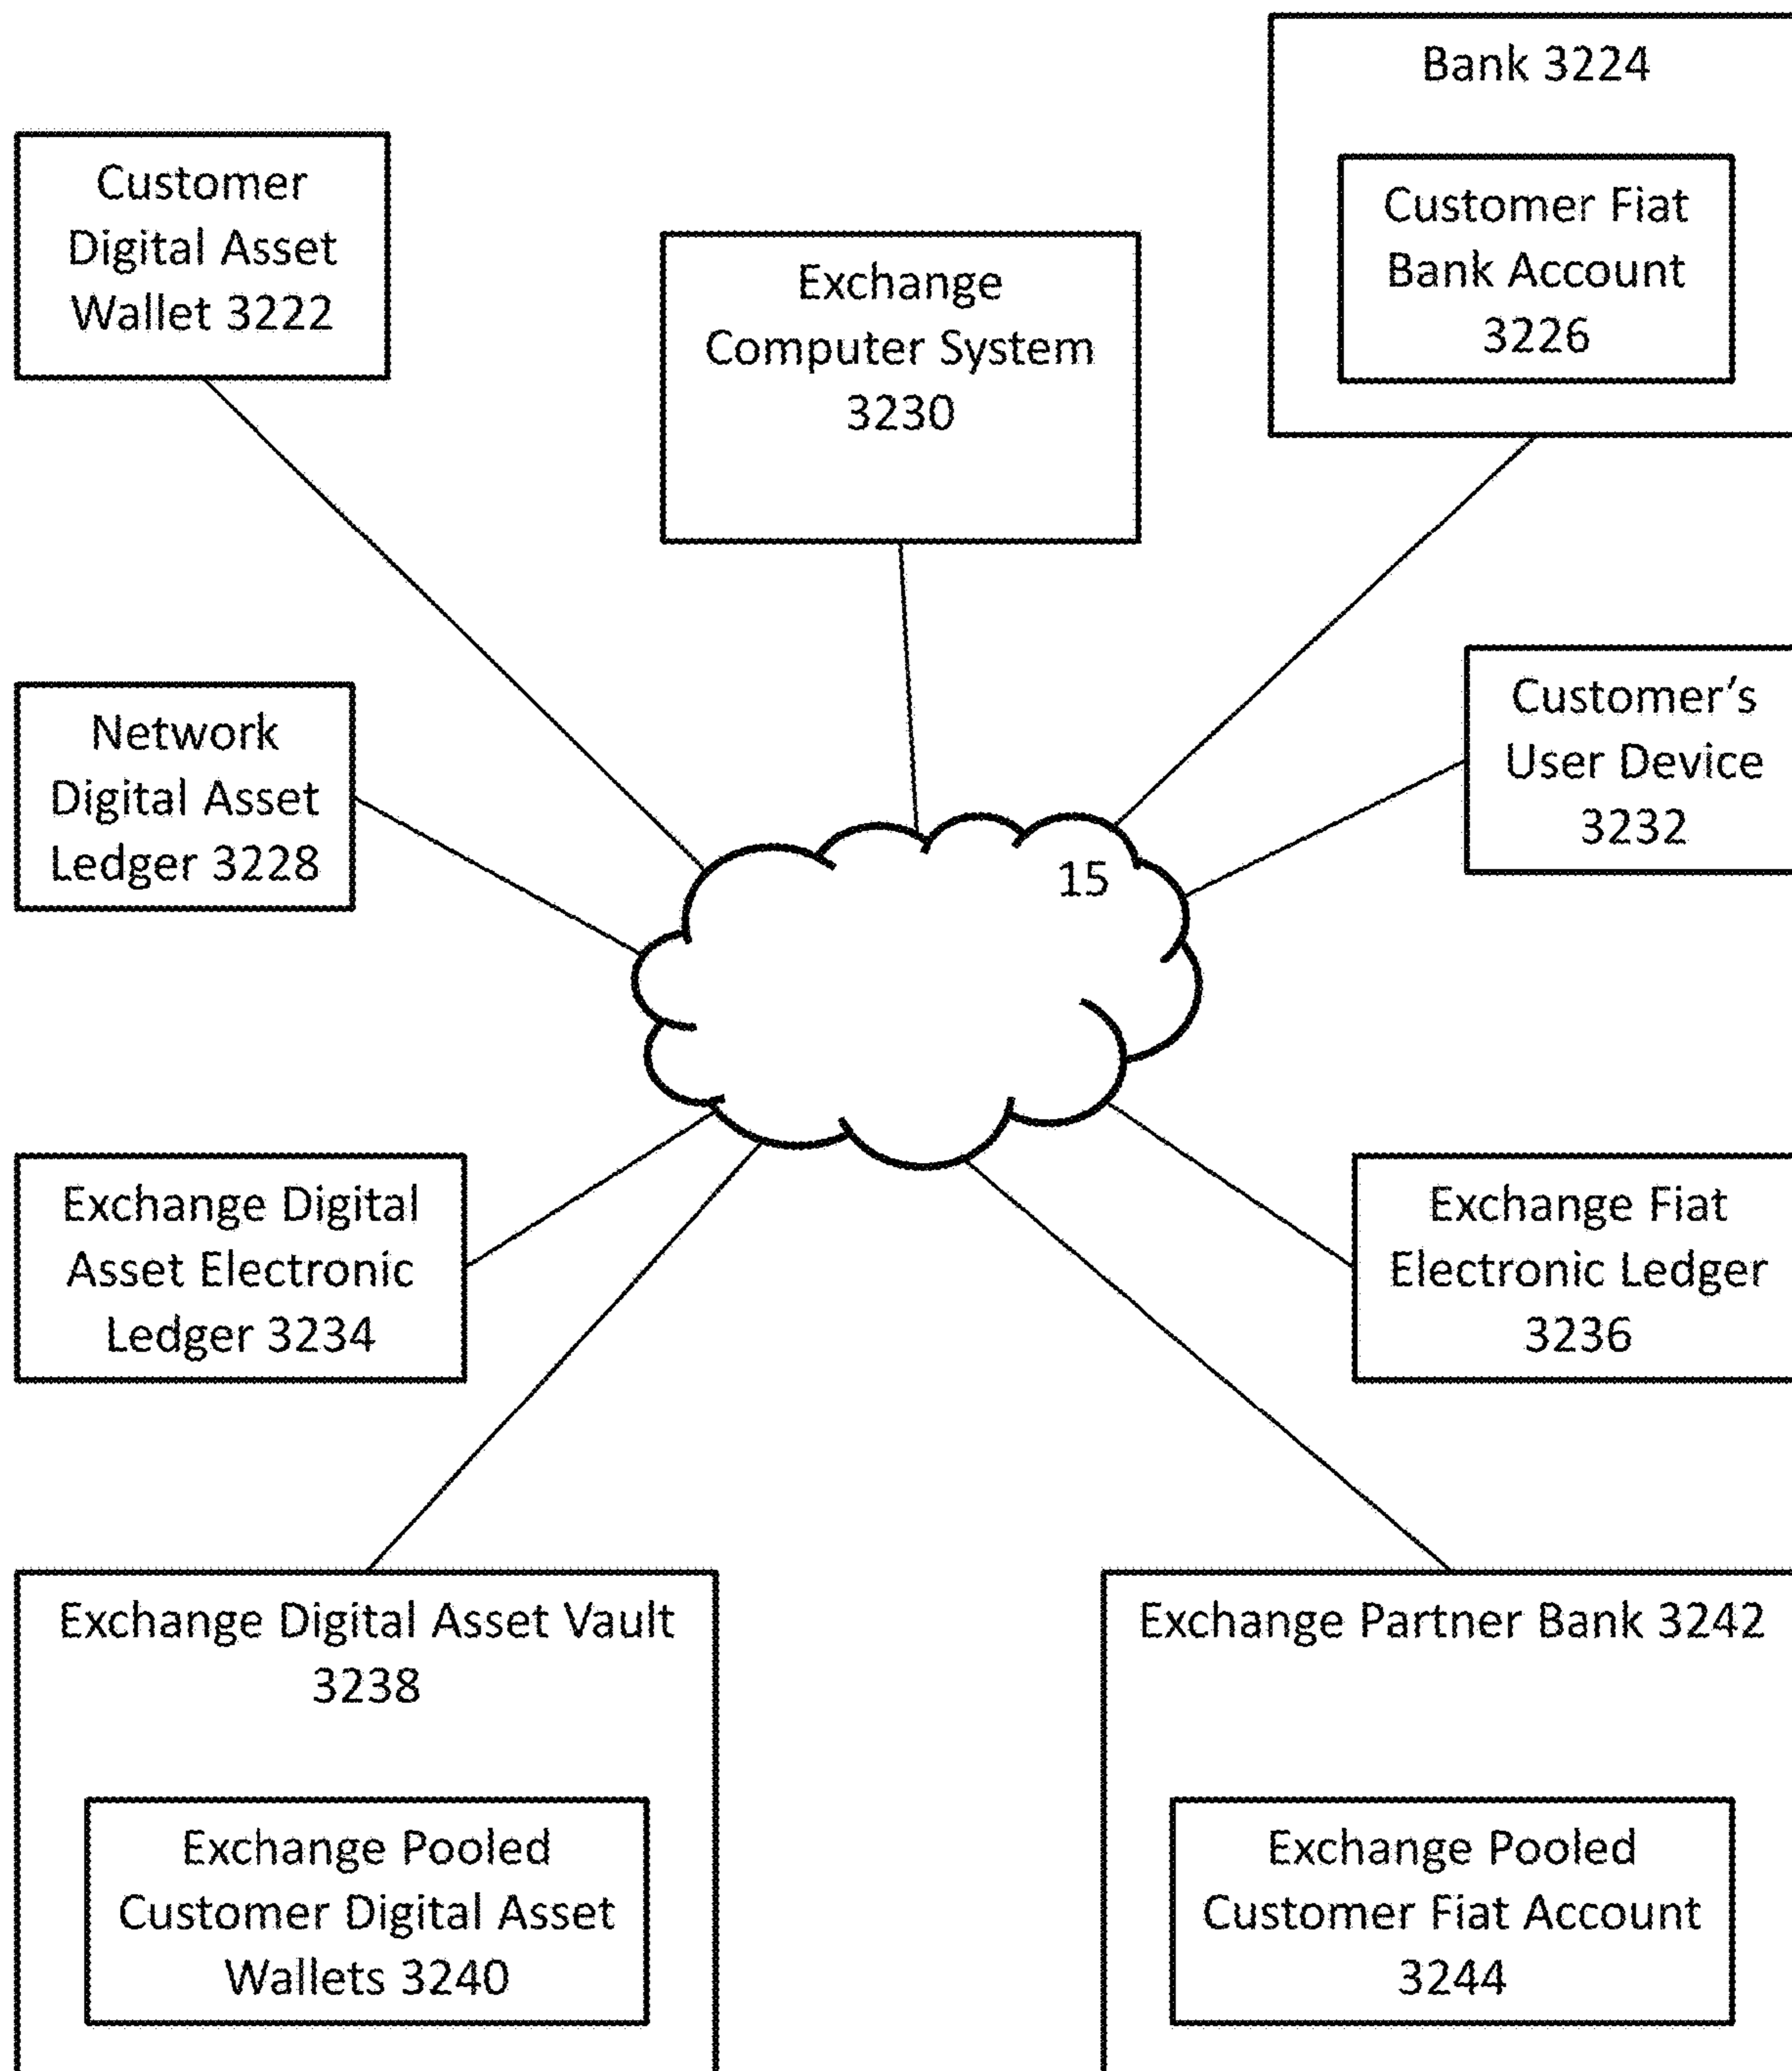 Bank 3224
Customer
Digital Asset
Wallet 3222
Customer Fiat
Bank Account
3226
Exchange
Computer System
3230
Network
Digital Asset
Ledger 3228
Customer’s
User Device
3232
15
Exchange Digital
Asset Electronic
Ledger 3234
Exchange Fiat
Electronic Ledger
3236
Exchange Digital Asset Vault
3238
Exchange Pooled
Customer Digital Asset
Wallets 3240
Exchange Partner Bank 3242
Exchange Pooled
Customer Fiat Account
3244